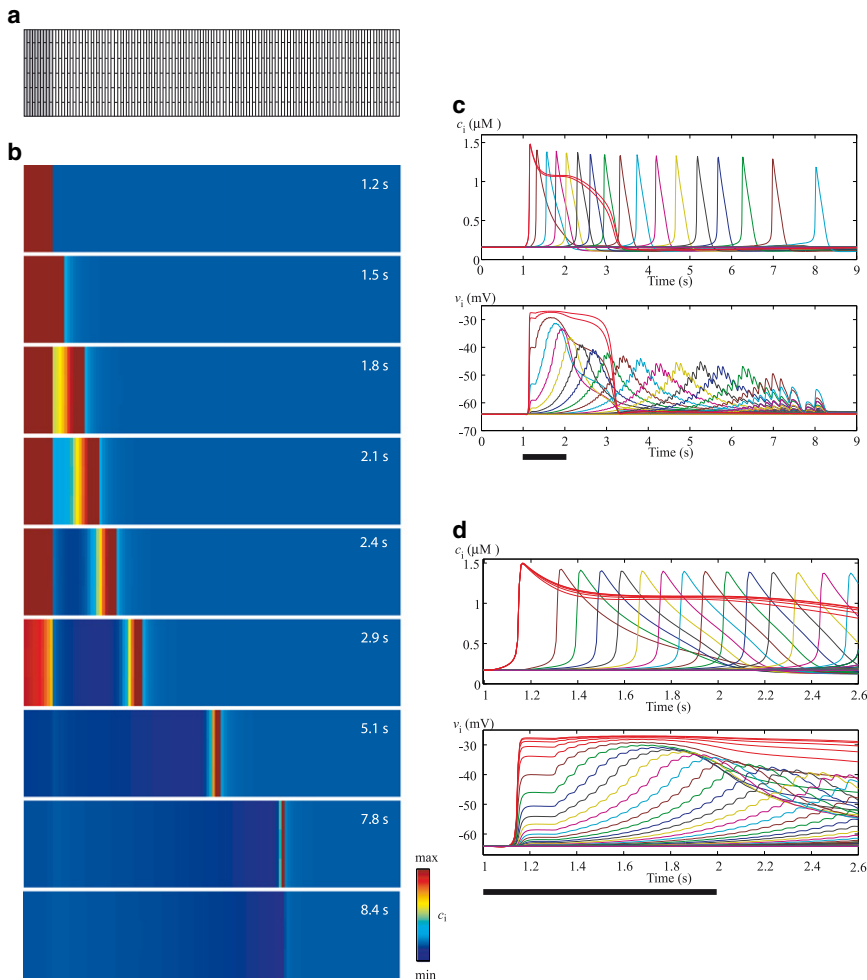 a
b
1.2 s
1.5 s
1.8 s
2.1 s
2.4 s
2.9 s
5.1 s
7.8 s
8.4 s
max
c_i
min
c
c_i (μM)
1.5
1
0.5
0
0 1 2 3 4 5 6 7 8 9
Time (s)
v_i (mV)
-30
-40
-50
-60
-70
0 1 2 3 4 5 6 7 8 9
Time (s)
d
c_i (μM)
1.5
1
0.5
0
1 1.2 1.4 1.6 1.8 2 2.2 2.4 2.6
Time (s)
v_i (mV)
-30
-40
-50
-60
1 1.2 1.4 1.6 1.8 2 2.2 2.4 2.6
Time (s)